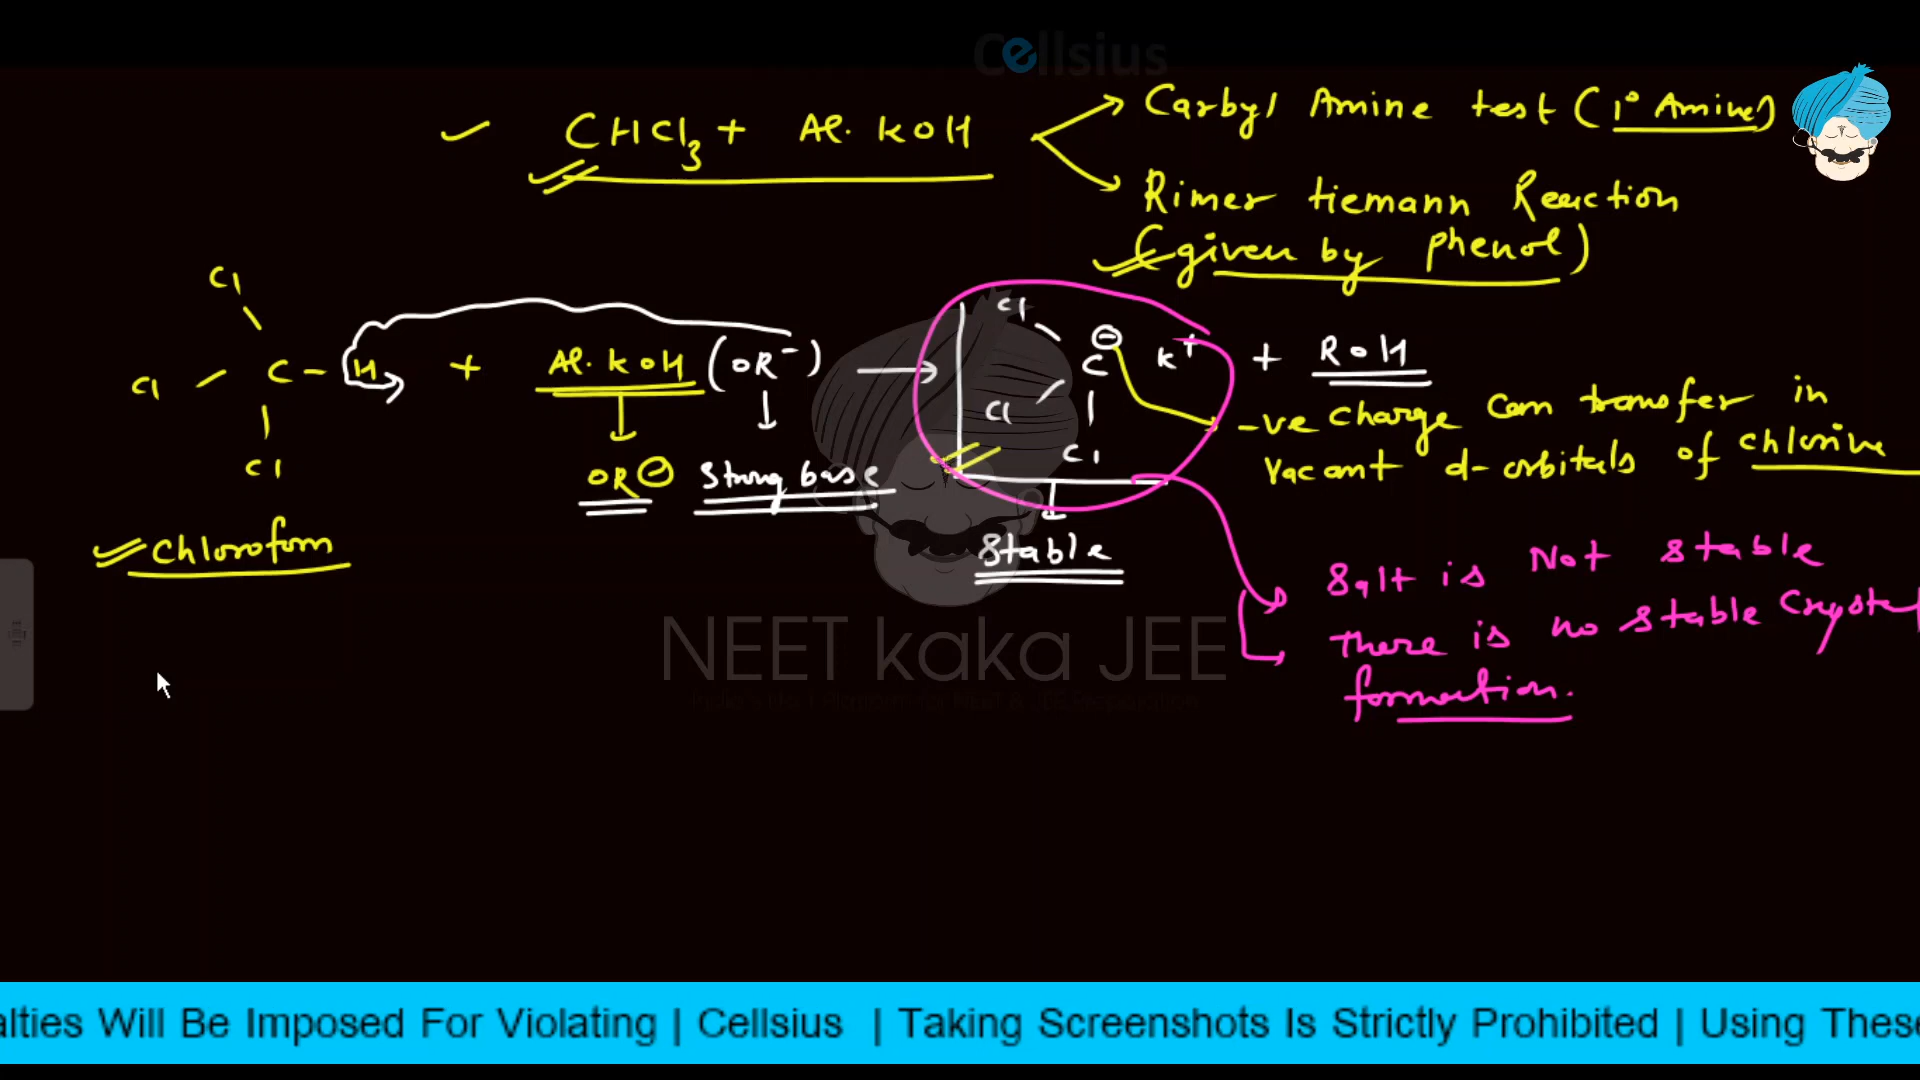 Cellsius
CHCl3 + Al. KOH
Carbyl Amine test (1° Amine)
Rimer tiemann Reaction
(given by phenol)
Cl
Cl - C - H + Al. KOH (OR-) → Cl C⊖ K+ + ROH
Cl
Cl
Cl
OR⊖ Strong base
-ve charge Can transfer in
vacant d-orbitals of chlorine
Chloroform
Stable
Salt is Not stable
There is no stable Crystal
formation.
NEET kaka JEE
alties Will Be Imposed For Violating | Cellsius | Taking Screenshots Is Strictly Prohibited | Using These